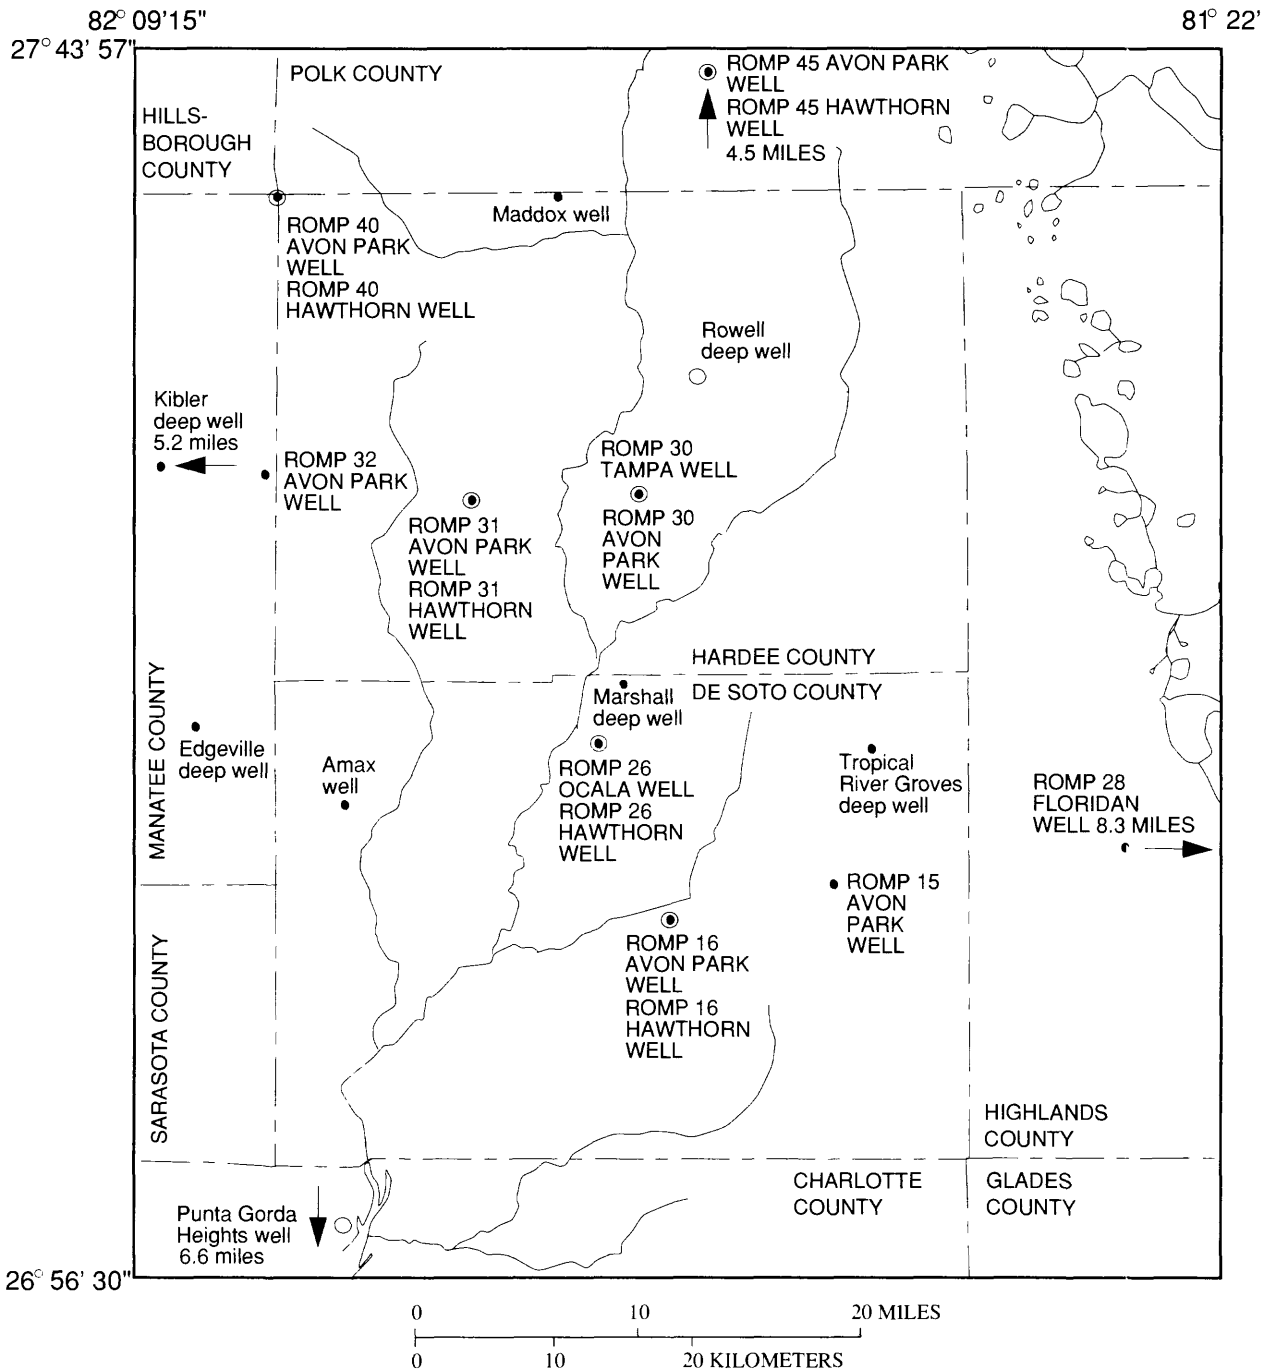 82° 09'15"
81° 22'
27° 43' 57"
POLK COUNTY
HILLS-
BOROUGH
COUNTY
ROMP 45 AVON PARK
WELL
ROMP 45 HAWTHORN
WELL
4.5 MILES
Maddox well
ROMP 40
AVON PARK
WELL
ROMP 40
HAWTHORN WELL
Rowell
deep well
Kibler
deep well
5.2 miles
ROMP 32
AVON PARK
WELL
ROMP 30
TAMPA WELL
ROMP 31
AVON PARK
WELL
ROMP 31
HAWTHORN
WELL
ROMP 30
AVON
PARK
WELL
HARDEE COUNTY
DE SOTO COUNTY
MANATEE COUNTY
Marshall
deep well
Edgeville
deep well
Amax
well
ROMP 26
OCALA WELL
ROMP 26
HAWTHORN
WELL
Tropical
River Groves
deep well
ROMP 28
FLORIDAN
WELL 8.3 MILES
ROMP 15
AVON
PARK
WELL
ROMP 16
AVON PARK
WELL
ROMP 16
HAWTHORN
WELL
SARASOTA COUNTY
HIGHLANDS
COUNTY
CHARLOTTE
COUNTY
GLADES
COUNTY
Punta Gorda
Heights well
6.6 miles
26° 56' 30"
0 10 20 MILES
0 10 20 KILOMETERS